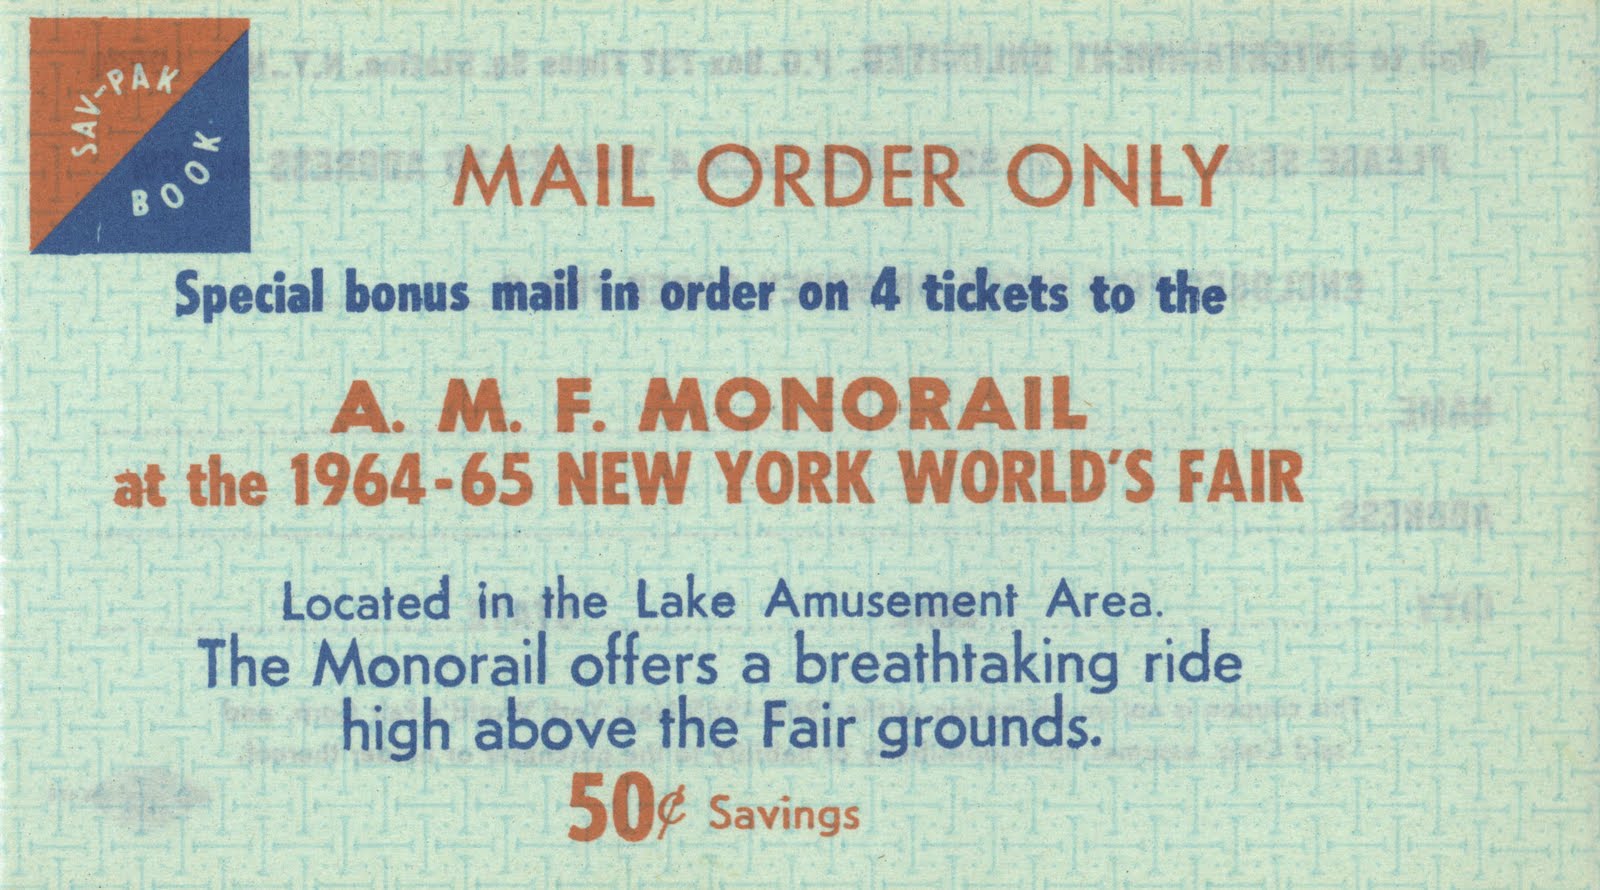 SAV-PAK
BOOK
MAIL ORDER ONLY
Special bonus mail in order on 4 tickets to the
A. M. F. MONORAIL
at the 1964-65 NEW YORK WORLD'S FAIR
Located in the Lake Amusement Area.
The Monorail offers a breathtaking ride
high above the Fair grounds.
50¢ Savings